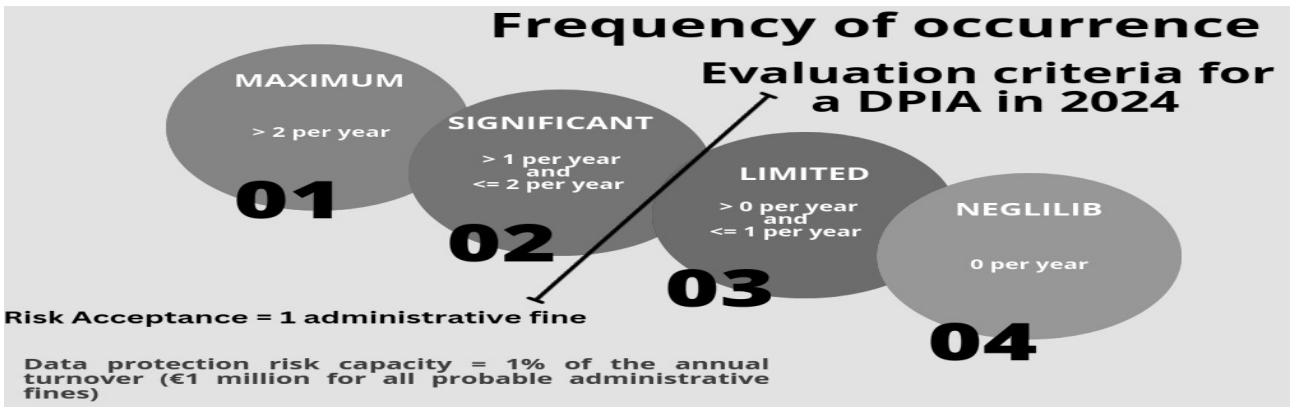 Frequency of occurrence
Evaluation criteria for
a DPIA in 2024
MAXIMUM
> 2 per year
01
SIGNIFICANT
> 1 per year
and
<= 2 per year
02
LIMITED
> 0 per year
and
<= 1 per year
03
NEGLILIB
0 per year
04
Risk Acceptance = 1 administrative fine
Data protection risk capacity = 1% of the annual
turnover (€1 million for all probable administrative
fines)